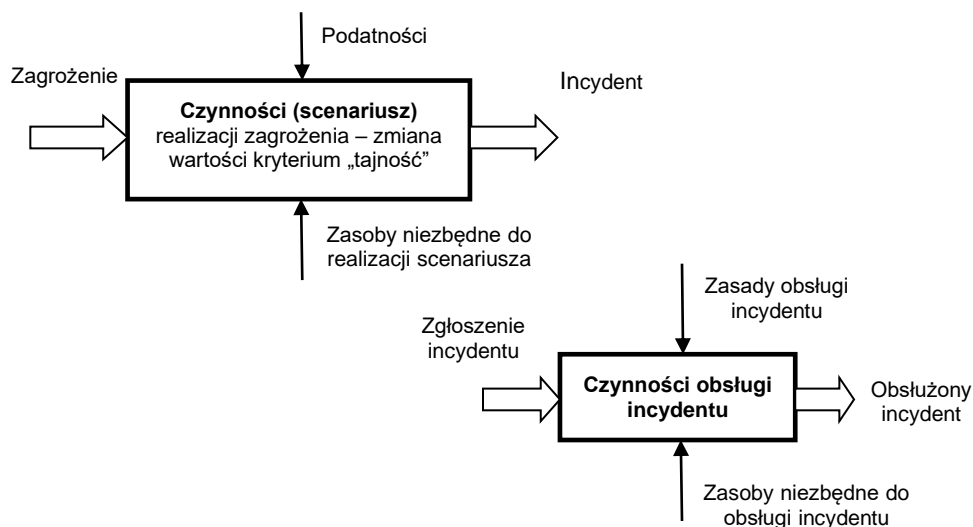 Podatności
Zagrożenie
Incydent
Czynności (scenariusz)
realizacji zagrożenia – zmiana
wartości kryterium „tajność”
Zasoby niezbędne do
realizacji scenariusza
Zasady obsługi
incydentu
Zgłoszenie
incydentu
Czynności obsługi
incydentu
Obsłużony
incydent
Zasoby niezbędne do
obsługi incydentu